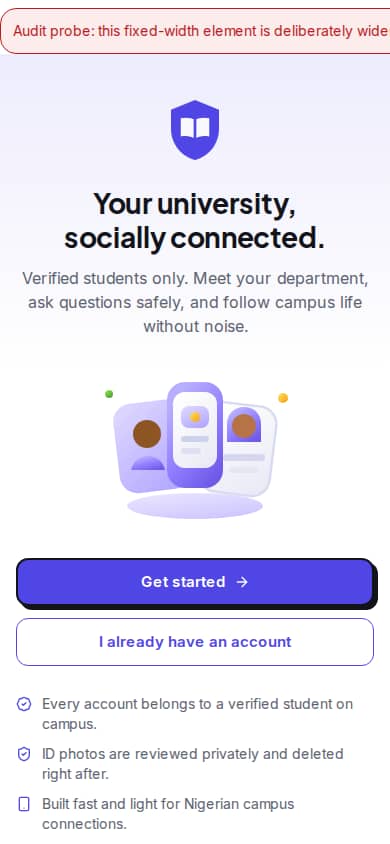 Audit probe: this fixed-width element is deliberately wide
Your university,
socially connected.
Verified students only. Meet your department,
ask questions safely, and follow campus life
without noise.
Get started
I already have an account
Every account belongs to a verified student on
campus.
ID photos are reviewed privately and deleted
right after.
Built fast and light for Nigerian campus
connections.